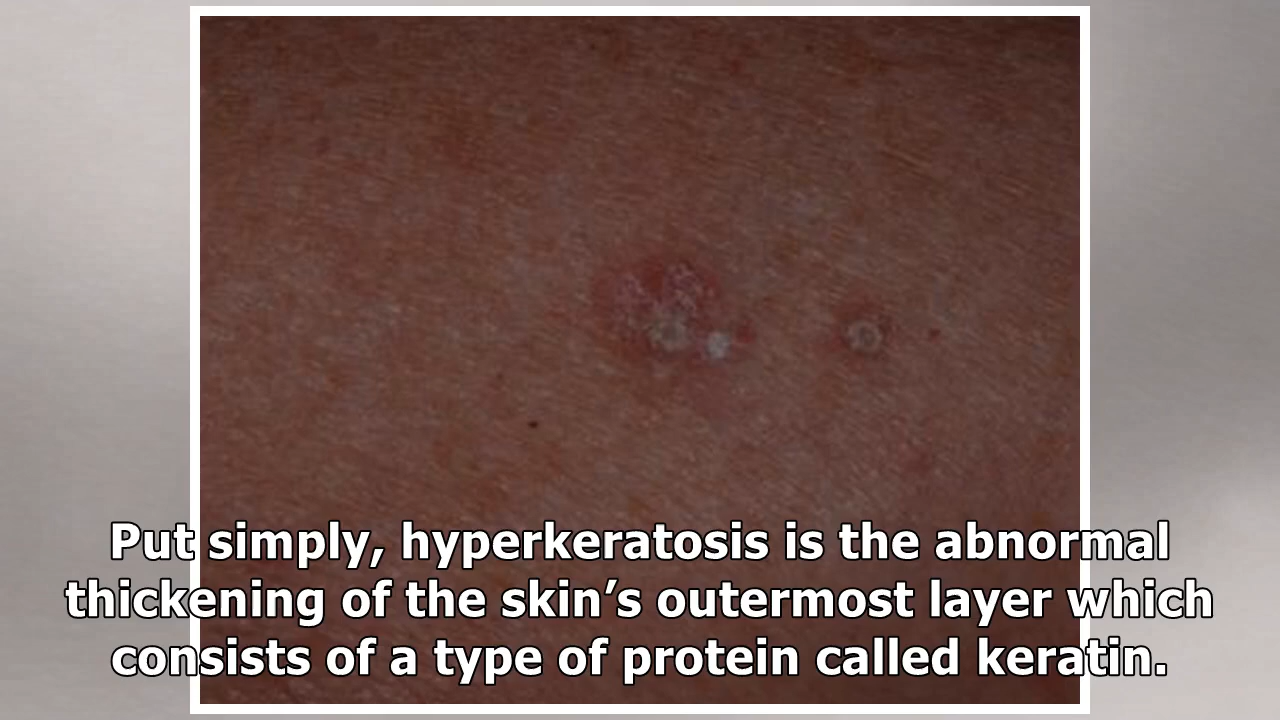 Put simply, hyperkeratosis is the abnormal
thickening of the skin’s outermost layer which
consists of a type of protein called keratin.